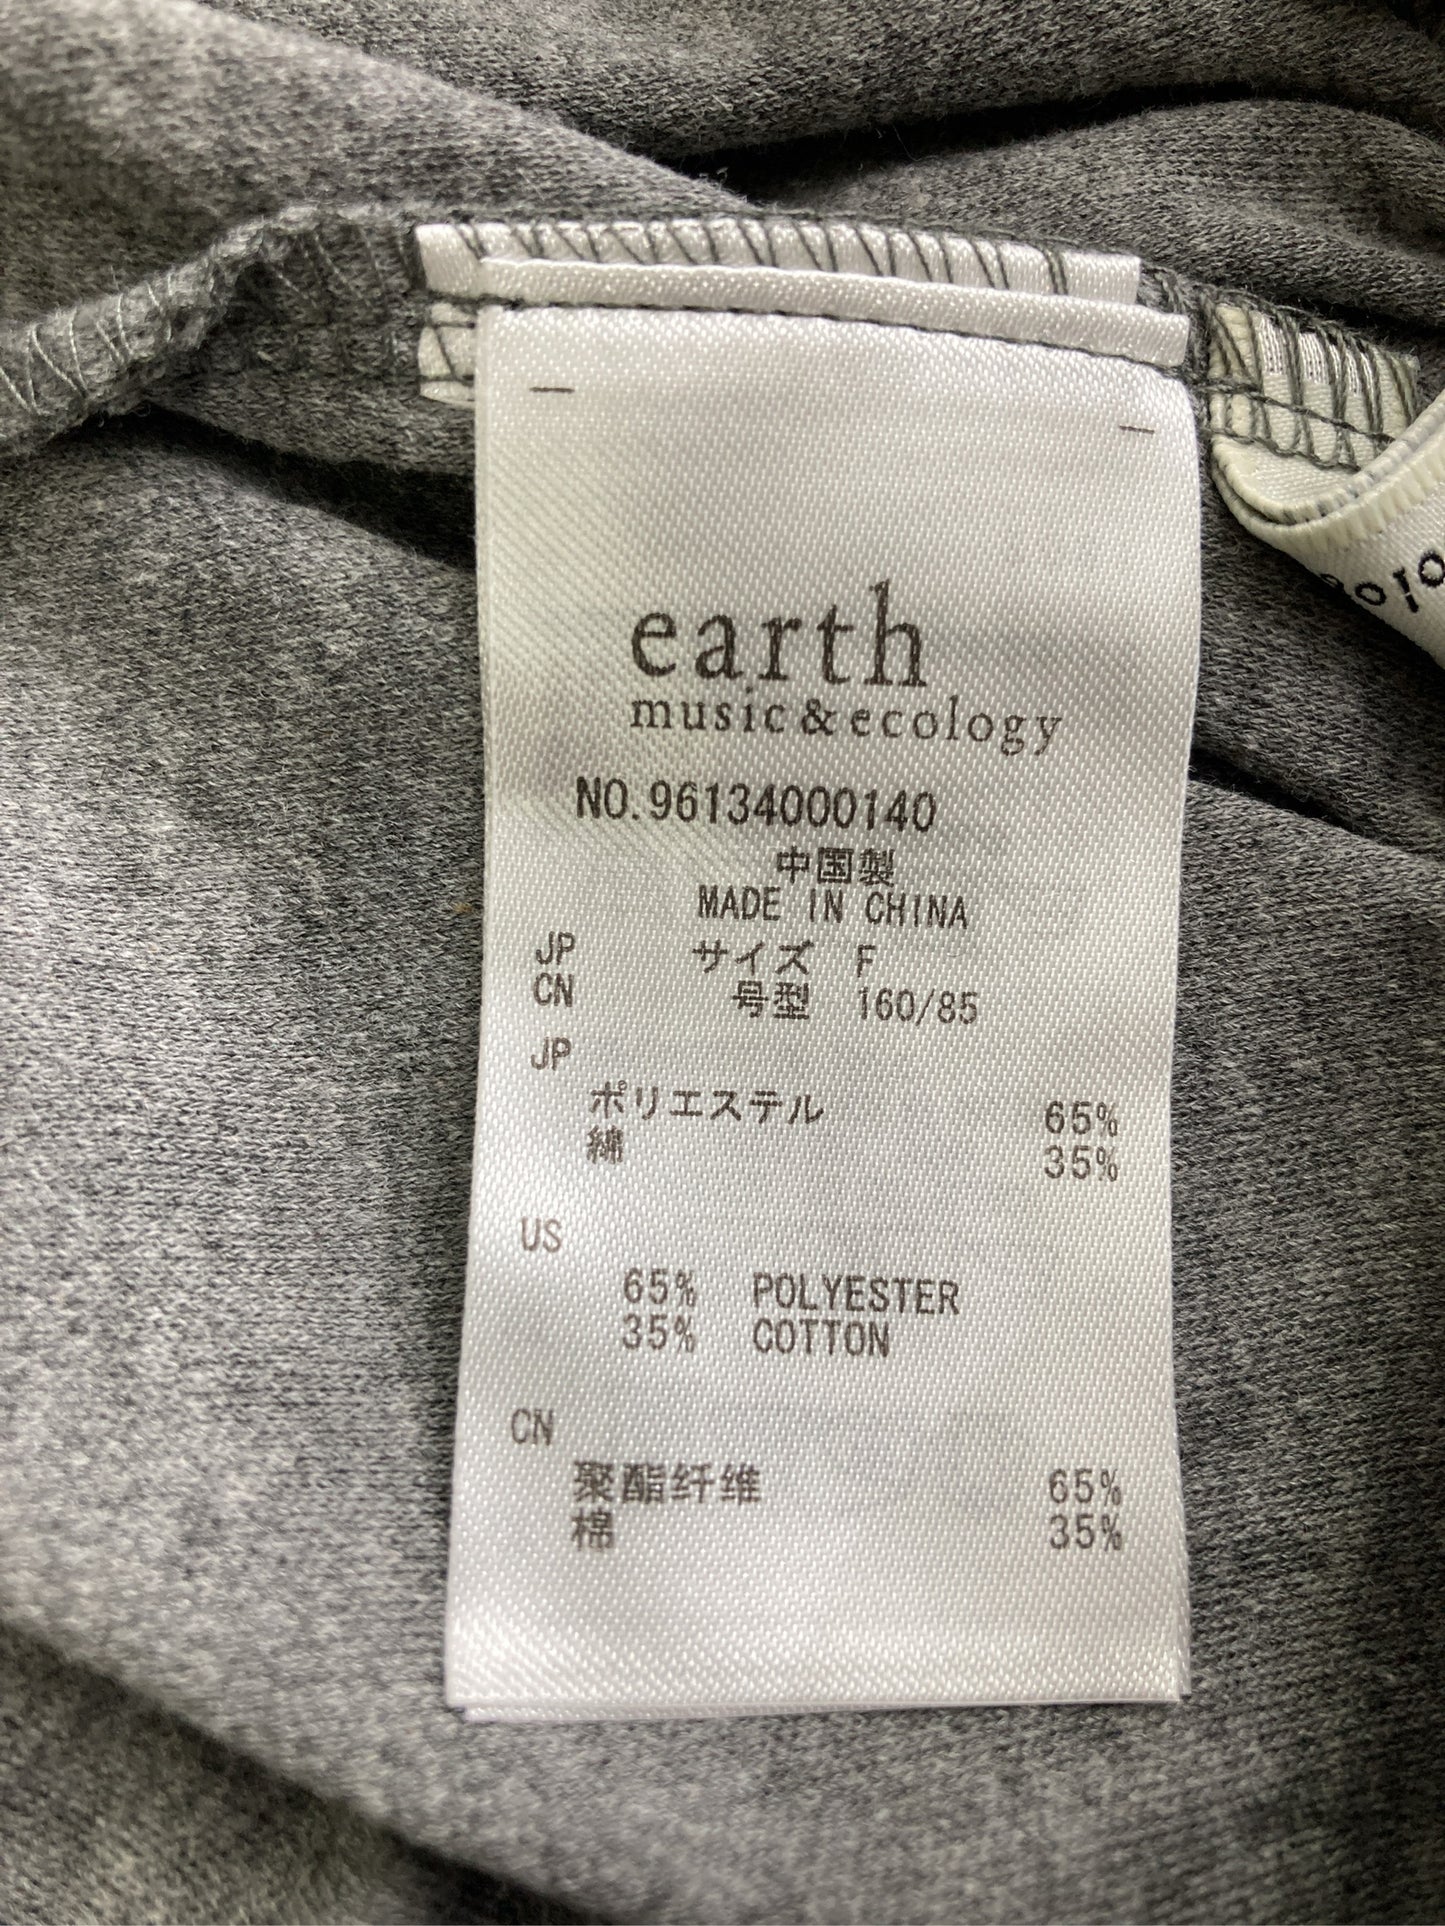 earth
music & ecology
NO.96134000140
中国製
MADE IN CHINA
JP サイズ F
CN 号型 160/85
JP
ポリエステル 65%
綿 35%
US
65% POLYESTER
35% COTTON
CN
聚酯纤维 65%
棉 35%